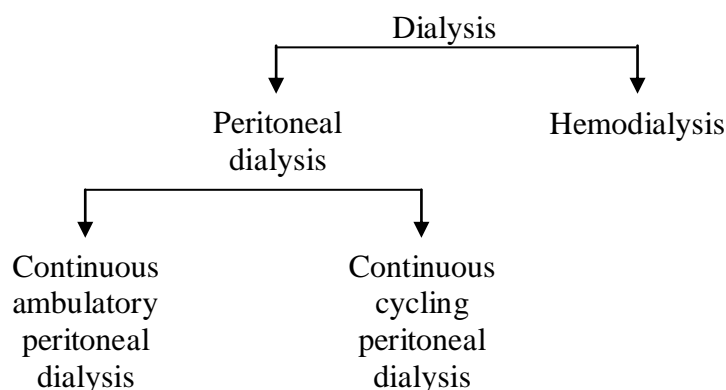 Dialysis
Peritoneal
dialysis
Hemodialysis
Continuous
ambulatory
peritoneal
dialysis
Continuous
cycling
peritoneal
dialysis